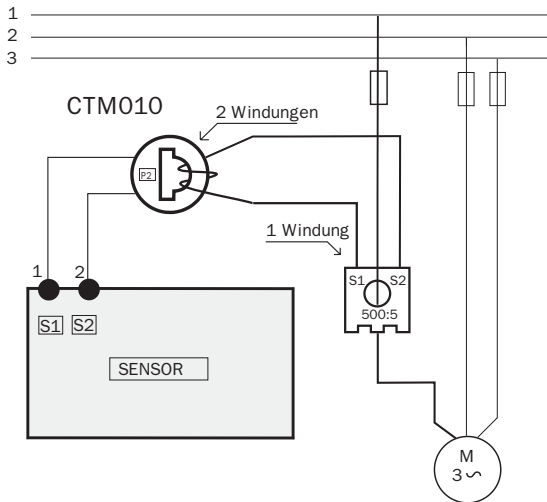 1
2
3
CTM010
2 Windungen
P2
1 Windung
S1 S2
500:5
1 2
S1 S2
SENSOR
M
3 ~